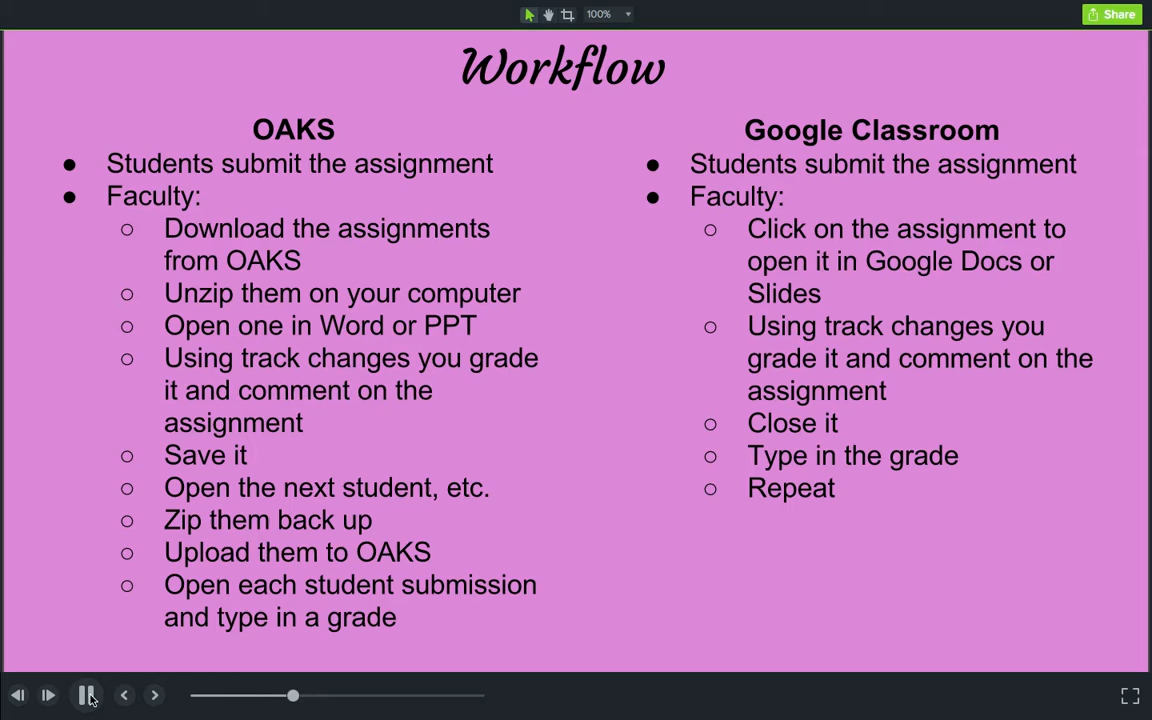 100%
Share
Workflow
OAKS
● Students submit the assignment
● Faculty:
○ Download the assignments
from OAKS
○ Unzip them on your computer
○ Open one in Word or PPT
○ Using track changes you grade
it and comment on the
assignment
○ Save it
○ Open the next student, etc.
○ Zip them back up
○ Upload them to OAKS
○ Open each student submission
and type in a grade
Google Classroom
● Students submit the assignment
● Faculty:
○ Click on the assignment to
open it in Google Docs or
Slides
○ Using track changes you
grade it and comment on the
assignment
○ Close it
○ Type in the grade
○ Repeat